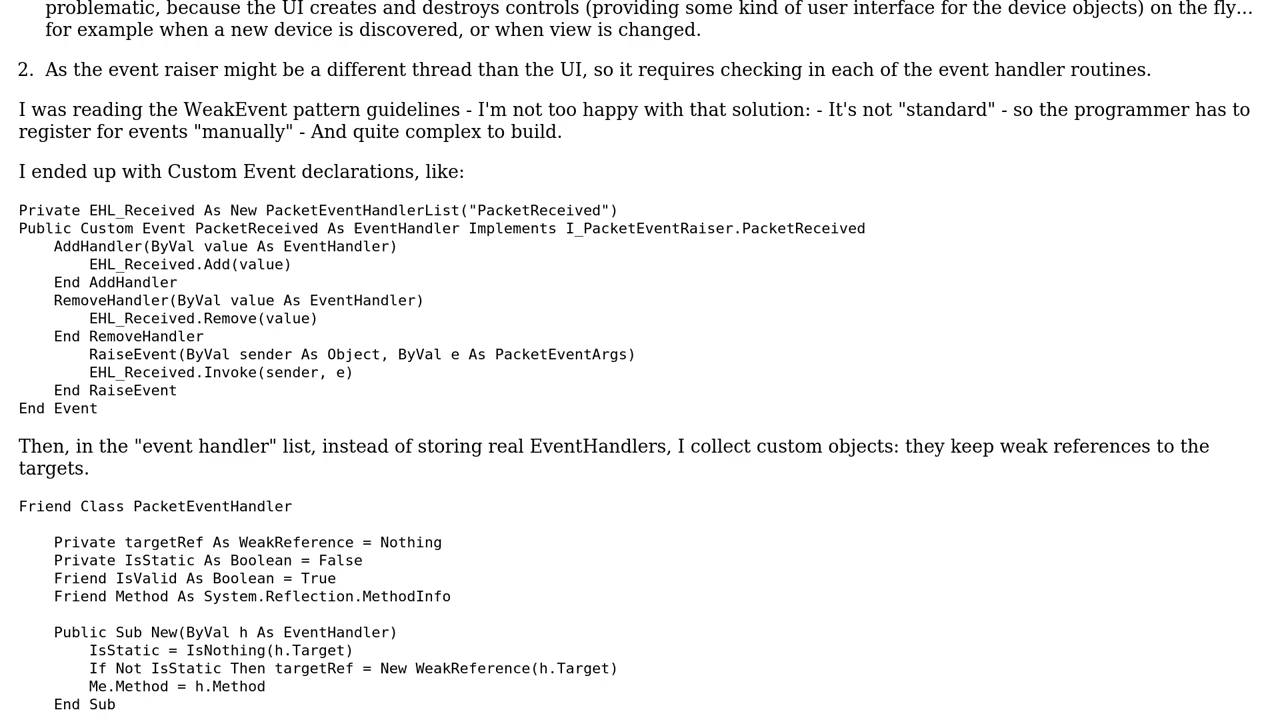 problematic, because the UI creates and destroys controls (providing some kind of user interface for the device objects) on the fly...
for example when a new device is discovered, or when view is changed.
2. As the event raiser might be a different thread than the UI, so it requires checking in each of the event handler routines.
I was reading the WeakEvent pattern guidelines - I'm not too happy with that solution: - It's not "standard" - so the programmer has to
register for events "manually" - And quite complex to build.
I ended up with Custom Event declarations, like:
Private EHL_Received As New PacketEventHandlerList("PacketReceived")
Public Custom Event PacketReceived As EventHandler Implements I_PacketEventRaiser.PacketReceived
    AddHandler(ByVal value As EventHandler)
        EHL_Received.Add(value)
    End AddHandler
    RemoveHandler(ByVal value As EventHandler)
        EHL_Received.Remove(value)
    End RemoveHandler
        RaiseEvent(ByVal sender As Object, ByVal e As PacketEventArgs)
        EHL_Received.Invoke(sender, e)
    End RaiseEvent
End Event
Then, in the "event handler" list, instead of storing real EventHandlers, I collect custom objects: they keep weak references to the
targets.
Friend Class PacketEventHandler
    Private targetRef As WeakReference = Nothing
    Private IsStatic As Boolean = False
    Friend IsValid As Boolean = True
    Friend Method As System.Reflection.MethodInfo
    Public Sub New(ByVal h As EventHandler)
        IsStatic = IsNothing(h.Target)
        If Not IsStatic Then targetRef = New WeakReference(h.Target)
        Me.Method = h.Method
    End Sub